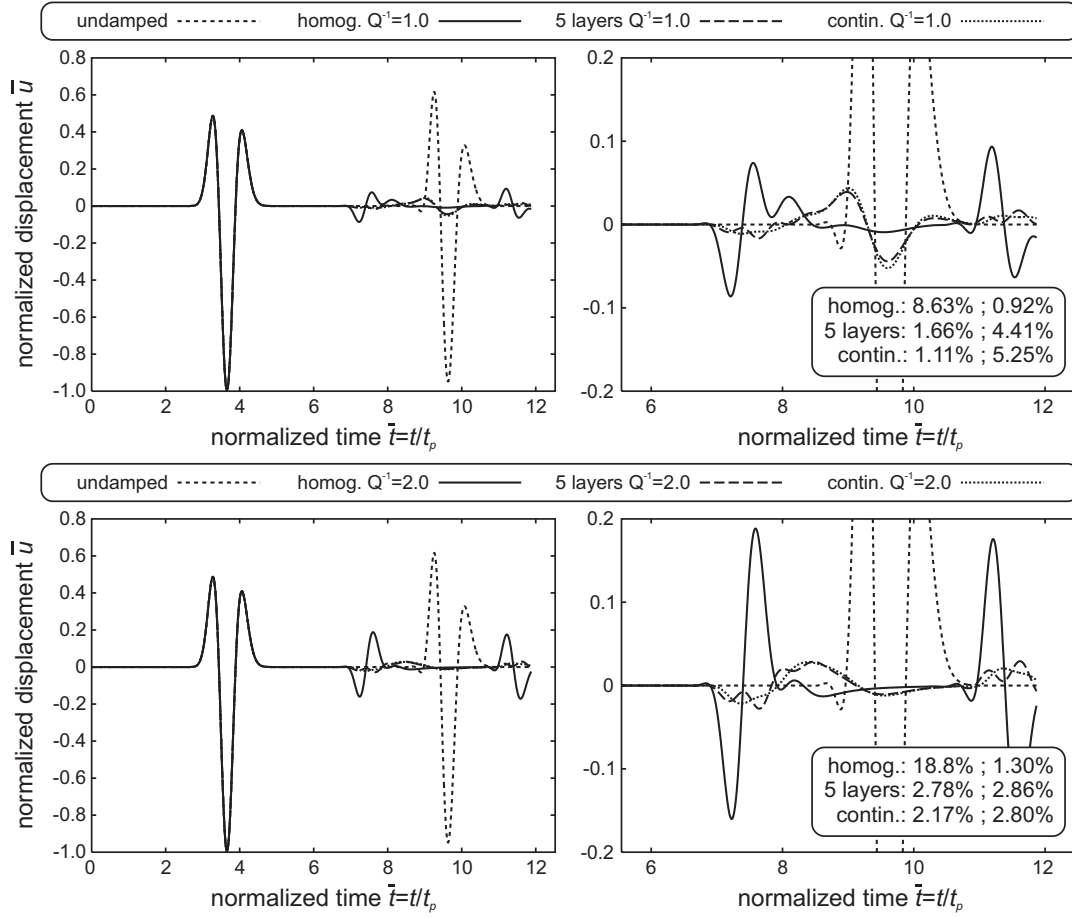 undamped homog. Q⁻¹=1.0 5 layers Q⁻¹=1.0 contin. Q⁻¹=1.0
0.8
0.6
0.4
0.2
0
-0.2
-0.4
-0.6
-0.8
-1.0
normalized displacement u̅
0 2 4 6 8 10 12
normalized time t̅=t/tₚ
0.2
0.1
0
-0.1
-0.2
homog.: 8.63% ; 0.92%
5 layers: 1.66% ; 4.41%
contin.: 1.11% ; 5.25%
6 8 10 12
normalized time t̅=t/tₚ
undamped homog. Q⁻¹=2.0 5 layers Q⁻¹=2.0 contin. Q⁻¹=2.0
0.8
0.6
0.4
0.2
0
-0.2
-0.4
-0.6
-0.8
-1.0
normalized displacement u̅
0 2 4 6 8 10 12
normalized time t̅=t/tₚ
0.2
0.1
0
-0.1
-0.2
homog.: 18.8% ; 1.30%
5 layers: 2.78% ; 2.86%
contin.: 2.17% ; 2.80%
6 8 10 12
normalized time t̅=t/tₚ